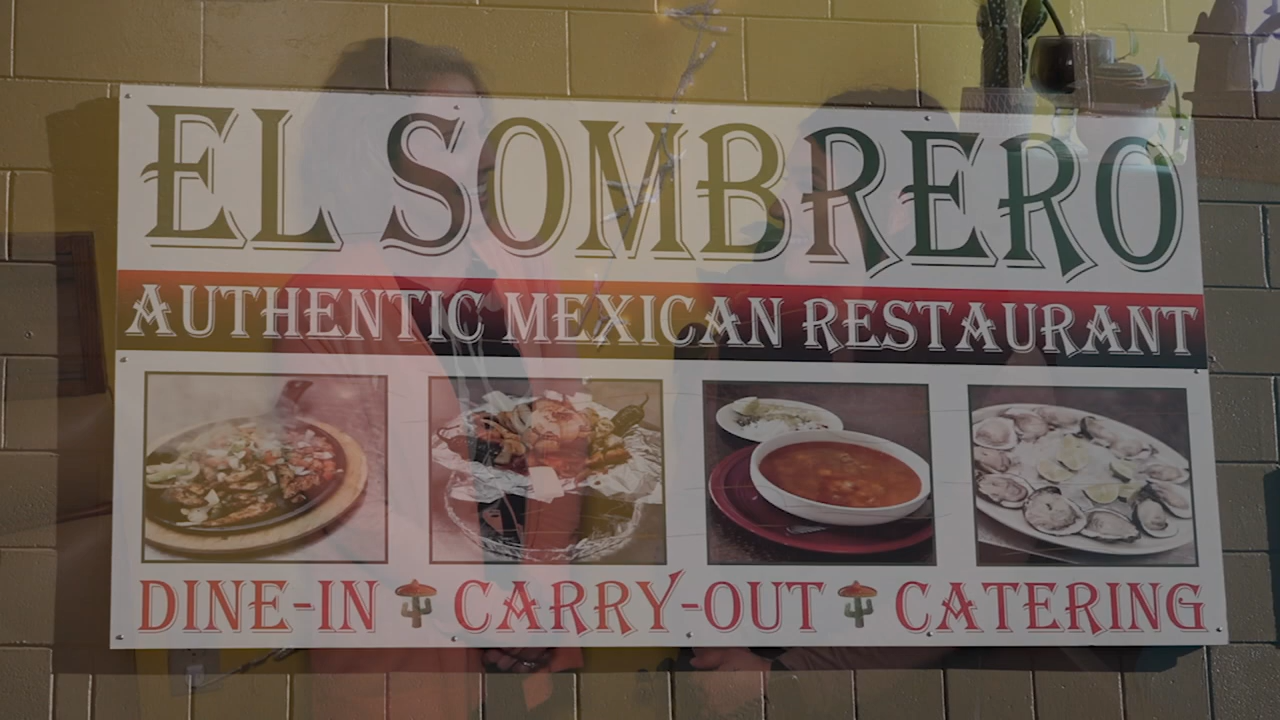 EL SOMBRERO
AUTHENTIC MEXICAN RESTAURANT
DINE-IN CARRY-OUT CATERING